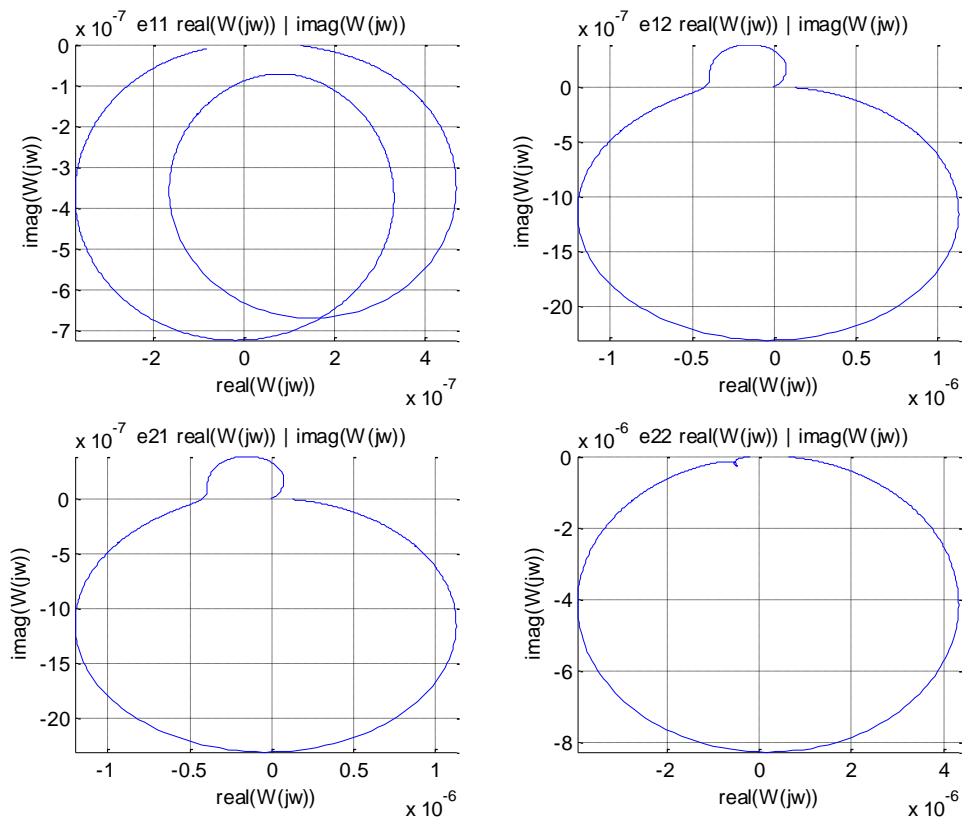 x 10^-7 e11 real(W(jw)) | imag(W(jw))
0
-1
-2
-3
-4
-5
-6
-7
imag(W(jw))
-2 0 2 4
real(W(jw))
x 10^-7
x 10^-7 e12 real(W(jw)) | imag(W(jw))
0
-5
-10
-15
-20
imag(W(jw))
-1 -0.5 0 0.5 1
real(W(jw))
x 10^-6
x 10^-7 e21 real(W(jw)) | imag(W(jw))
0
-5
-10
-15
-20
imag(W(jw))
-1 -0.5 0 0.5 1
real(W(jw))
x 10^-6
x 10^-6 e22 real(W(jw)) | imag(W(jw))
0
-2
-4
-6
-8
imag(W(jw))
-2 0 2 4
real(W(jw))
x 10^-6